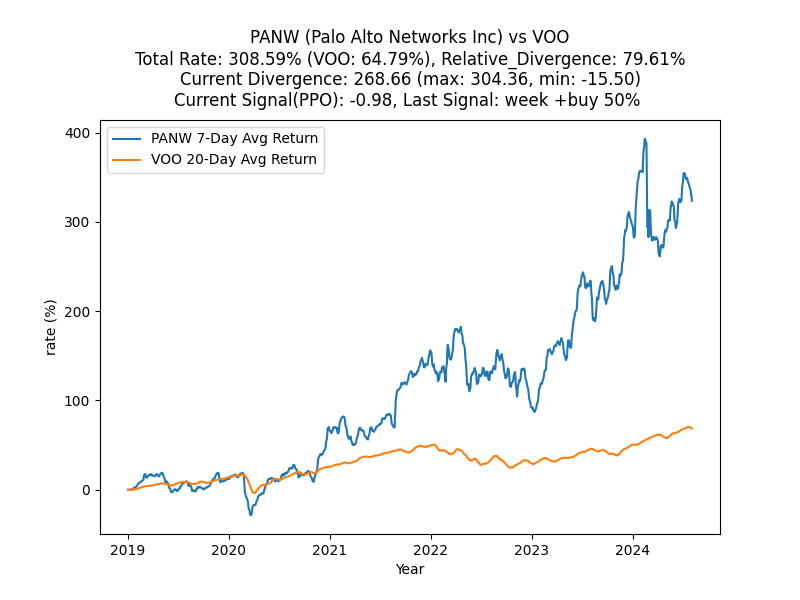 PANW (Palo Alto Networks Inc) vs VOO
Total Rate: 308.59% (VOO: 64.79%), Relative_Divergence: 79.61%
Current Divergence: 268.66 (max: 304.36, min: -15.50)
Current Signal(PPO): -0.98, Last Signal: week +buy 50%
PANW 7-Day Avg Return
VOO 20-Day Avg Return
400
300
200
100
0
rate (%)
2019 2020 2021 2022 2023 2024
Year